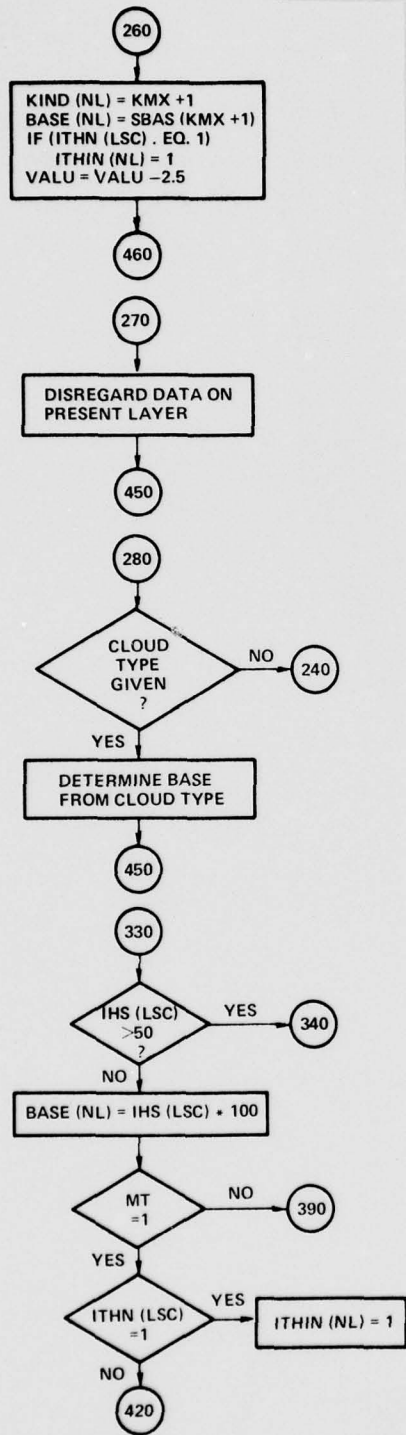 260
KIND (NL) = KMX +1
BASE (NL) = SBAS (KMX +1)
IF (ITHN (LSC) . EQ. 1)
ITHIN (NL) = 1
VALU = VALU -2.5
460
270
DISREGARD DATA ON
PRESENT LAYER
450
280
CLOUD
TYPE
GIVEN
?
NO
240
YES
DETERMINE BASE
FROM CLOUD TYPE
450
330
IHS (LSC)
>50
?
YES
340
NO
BASE (NL) = IHS (LSC) * 100
MT
=1
NO
390
YES
ITHN (LSC)
=1
YES
ITHIN (NL) = 1
NO
420